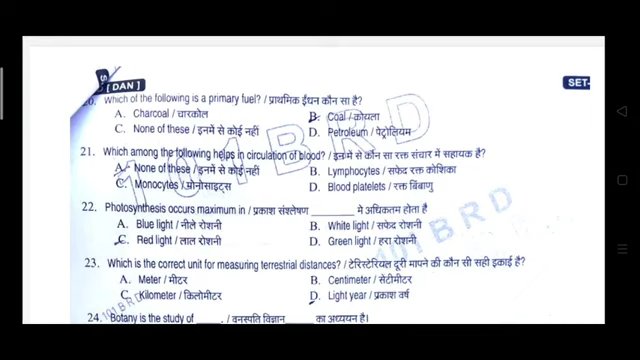 [ DAN ]
SET-
20. Which of the following is a primary fuel? / प्राथमिक ईंधन कौन सा है?
A. Charcoal / चारकोल B. Coal / कोयला
C. None of these / इनमें से कोई नहीं D. Petroleum / पेट्रोलियम
21. Which among the following helps in circulation of blood? / इनमें से कौन सा रक्त संचार में सहायक है?
A. None of these / इनमें से कोई नहीं B. Lymphocytes / सफेद रक्त कोशिका
C. Monocytes / मोनोसाइट्स D. Blood platelets / रक्त बिंबाणु
22. Photosynthesis occurs maximum in / प्रकाश संश्लेषण ________ मे अधिकतम होता है
A. Blue light / नीले रोशनी B. White light / सफेद रोशनी
C. Red light / लाल रोशनी D. Green light / हरा रोशनी
23. Which is the correct unit for measuring terrestrial distances? / टेरिस्टेरियल दूरी मापने की कौन सी सही इकाई है?
A. Meter / मीटर B. Centimeter / सेटीमीटर
C. Kilometer / किलोमीटर D. Light year / प्रकाश वर्ष
24. Botany is the study of _____ . / वनस्पति विज्ञान ______ का अध्ययन है।
101BRD
101BRD
101BRD